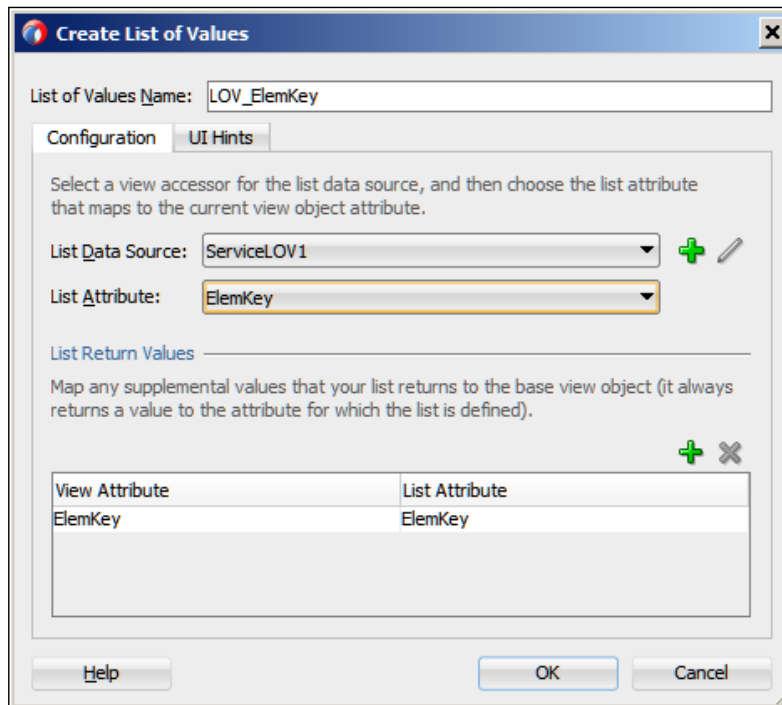 Create List of Values
List of Values Name: LOV_ElemKey
Configuration UI Hints
Select a view accessor for the list data source, and then choose the list attribute
that maps to the current view object attribute.
List Data Source: ServiceLOV1
List Attribute: ElemKey
List Return Values
Map any supplemental values that your list returns to the base view object (it always
returns a value to the attribute for which the list is defined).
View Attribute List Attribute
ElemKey ElemKey
Help OK Cancel